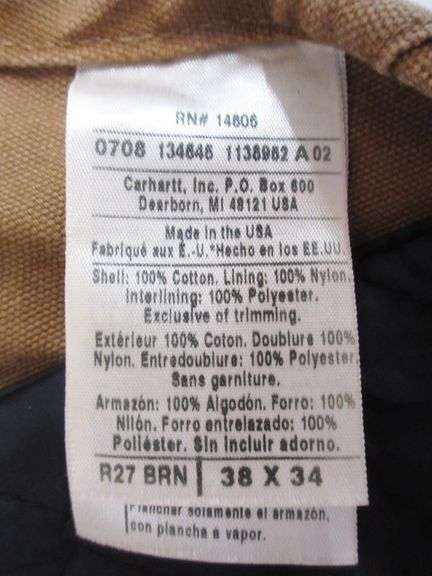 RN# 14806
0708 134646 1138982 A 02
Carhartt, Inc. P.O. Box 600
Dearborn, MI 48121 USA
Made in the USA
Fabriqué aux É.-U.*Hecho en los EE.UU.
Shell: 100% Cotton. Lining: 100% Nylon.
Interlining: 100% Polyester.
Exclusive of trimming.
Extérieur 100% Coton. Doublure 100%
Nylon. Entredoublure: 100% Polyester
Sans garniture.
Armazón: 100% Algodón. Forro: 100%
Nilón. Forro entrelazado: 100%
Poliéster. Sin incluir adorno.
R27 BRN 38 X 34
Planchar solamente el armazón,
con plancha a vapor.